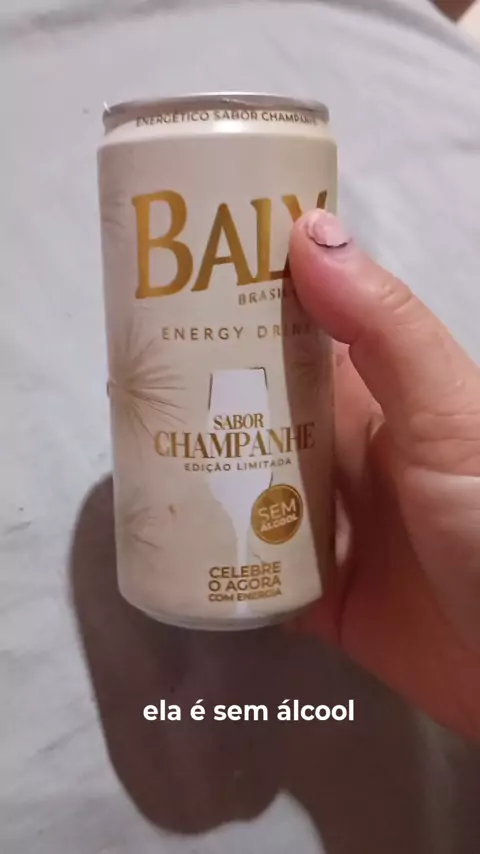 ENERGÉTICO SABOR CHAMPANHE
BALY
BRASIL
ENERGY DRINK
SABOR
CHAMPANHE
EDIÇÃO LIMITADA
SEM
ÁLCOOL
CELEBRE
O AGORA
COM ENERGIA
ela é sem álcool